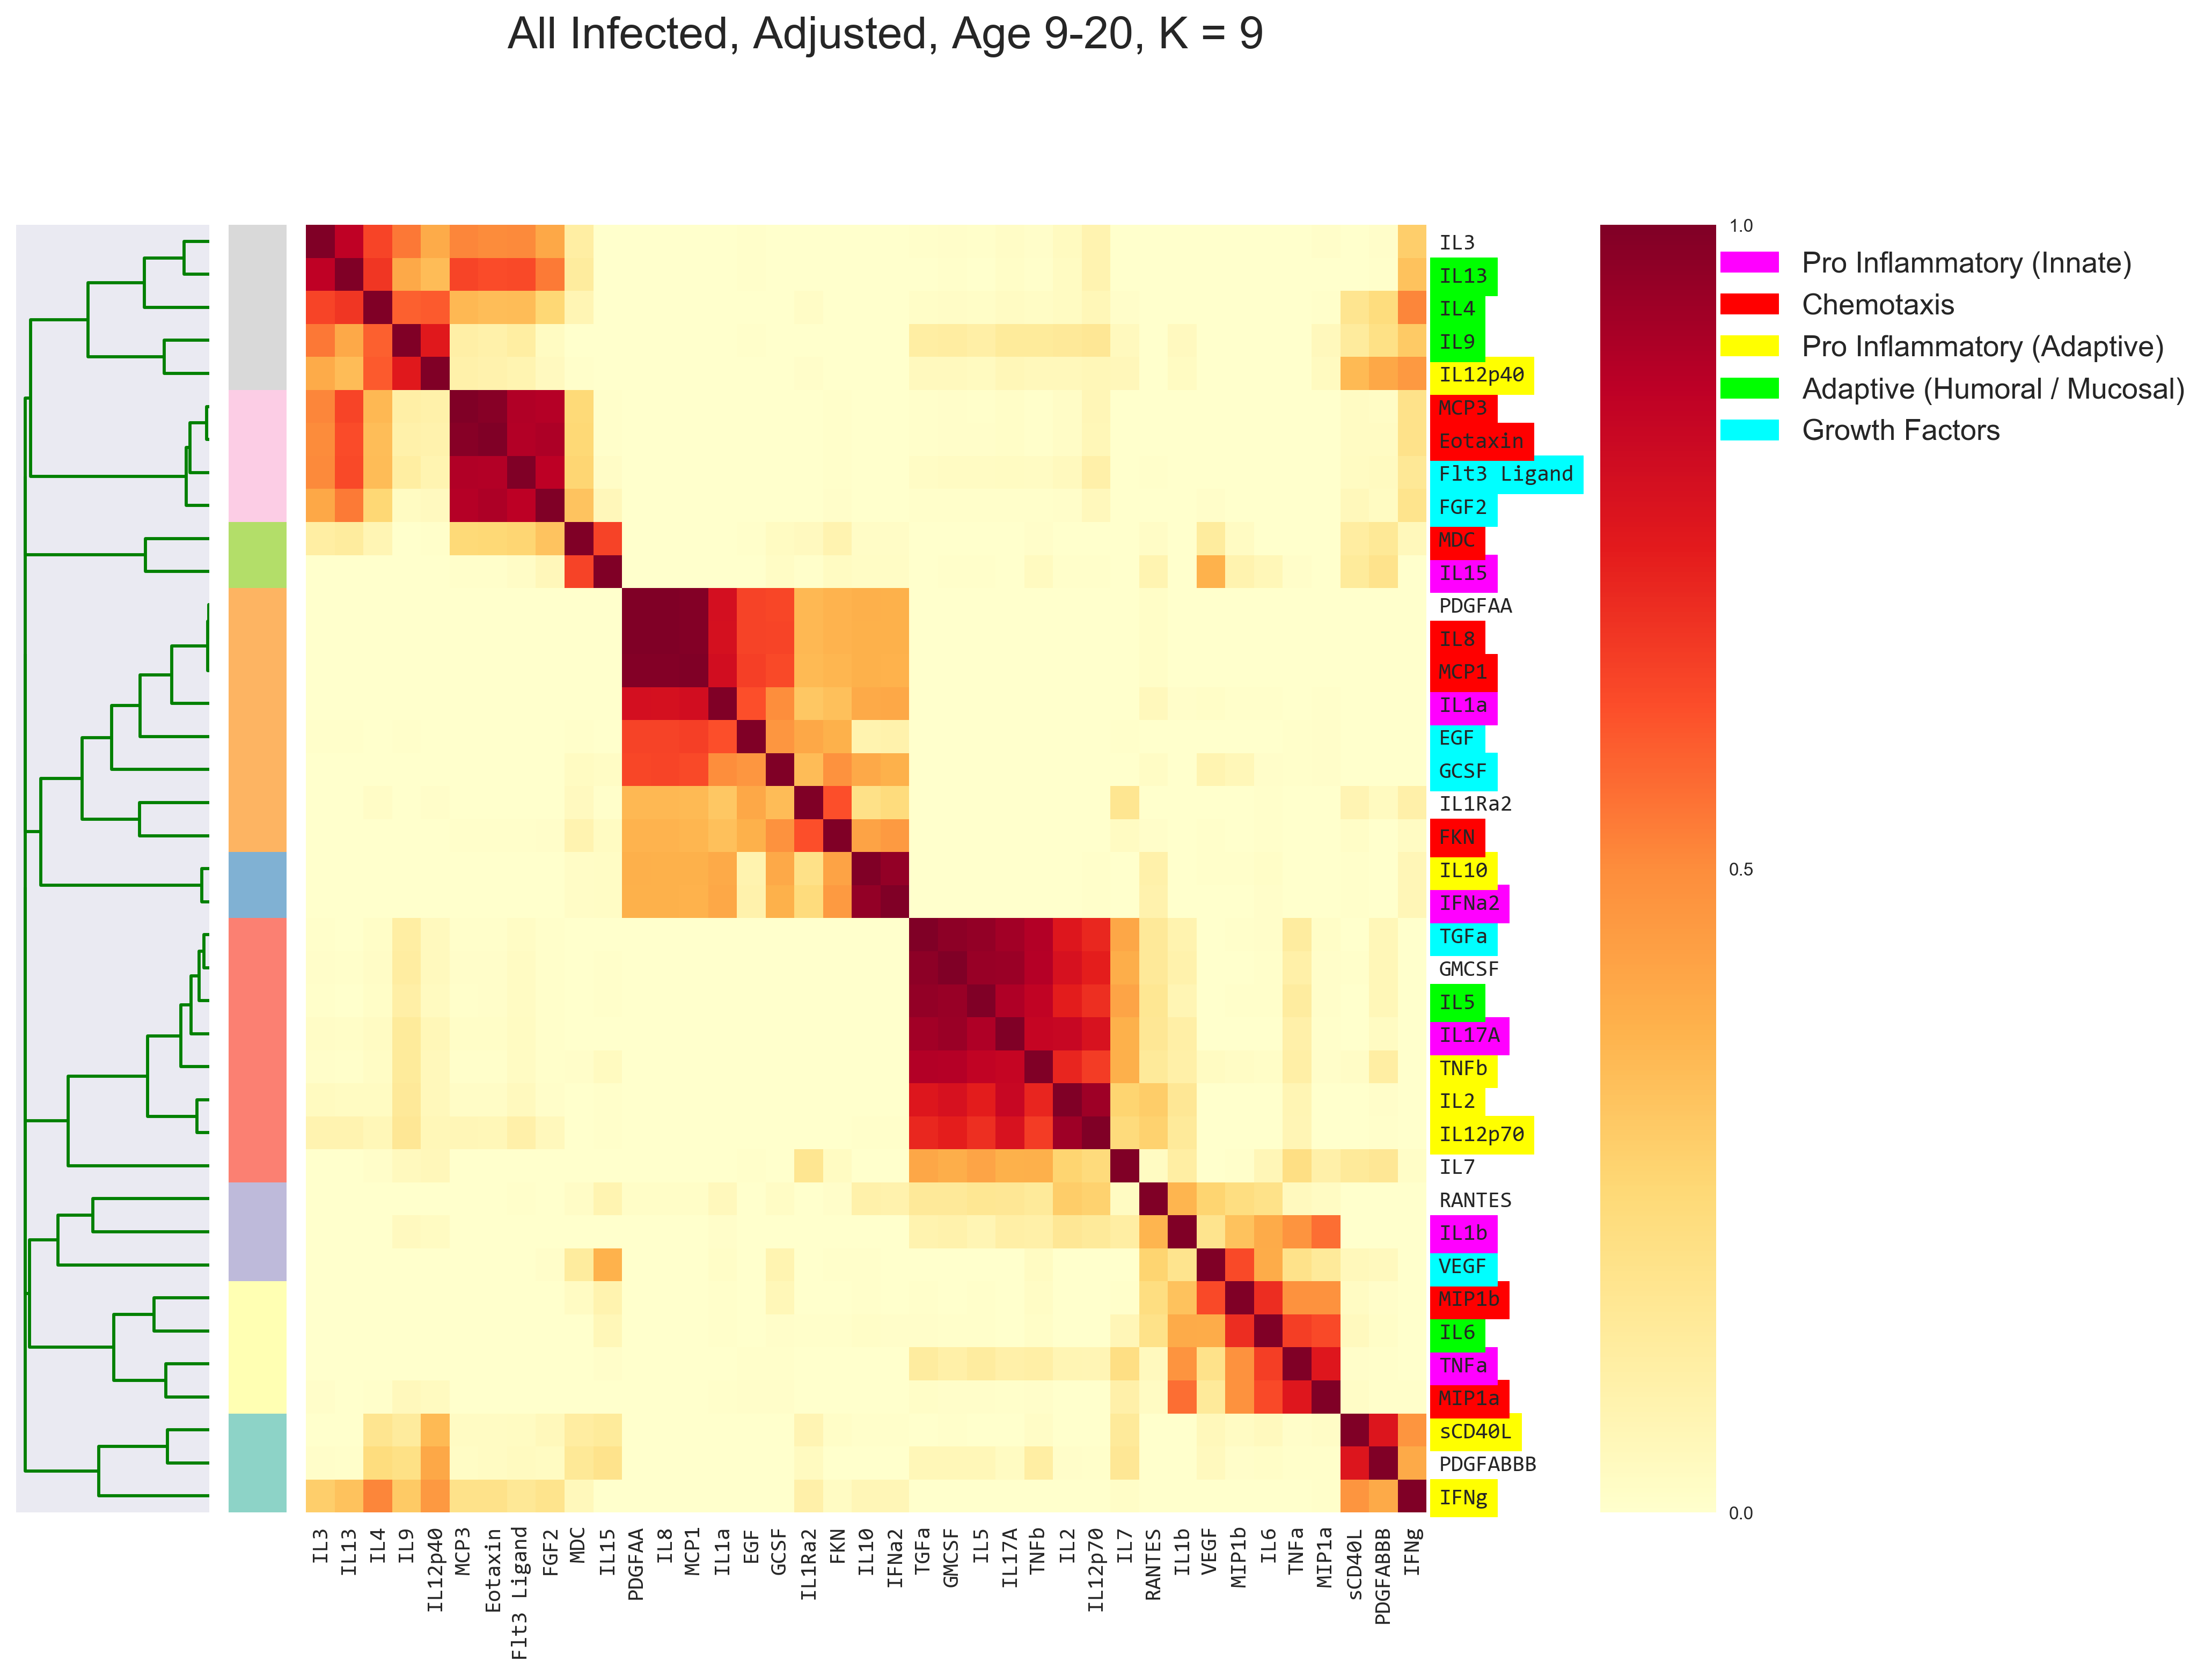 All Infected, Adjusted, Age 9-20, K = 9
IL3
IL13
IL4
IL9
IL12p40
MCP3
Eotaxin
Flt3 Ligand
FGF2
MDC
IL15
PDGFAA
IL8
MCP1
IL1a
EGF
GCSF
IL1Ra2
FKN
IL10
IFNa2
TGFa
GMCSF
IL5
IL17A
TNFb
IL2
IL12p70
IL7
RANTES
IL1b
VEGF
MIP1b
IL6
TNFa
MIP1a
sCD40L
PDGFABBB
IFNg
1.0
0.5
0.0
Pro Inflammatory (Innate)
Chemotaxis
Pro Inflammatory (Adaptive)
Adaptive (Humoral / Mucosal)
Growth Factors
IL3
IL13
IL4
IL9
IL12p40
MCP3
Eotaxin
Flt3 Ligand
FGF2
MDC
IL15
PDGFAA
IL8
MCP1
IL1a
EGF
GCSF
IL1Ra2
FKN
IL10
IFNa2
TGFa
GMCSF
IL5
IL17A
TNFb
IL2
IL12p70
IL7
RANTES
IL1b
VEGF
MIP1b
IL6
TNFa
MIP1a
sCD40L
PDGFABBB
IFNg